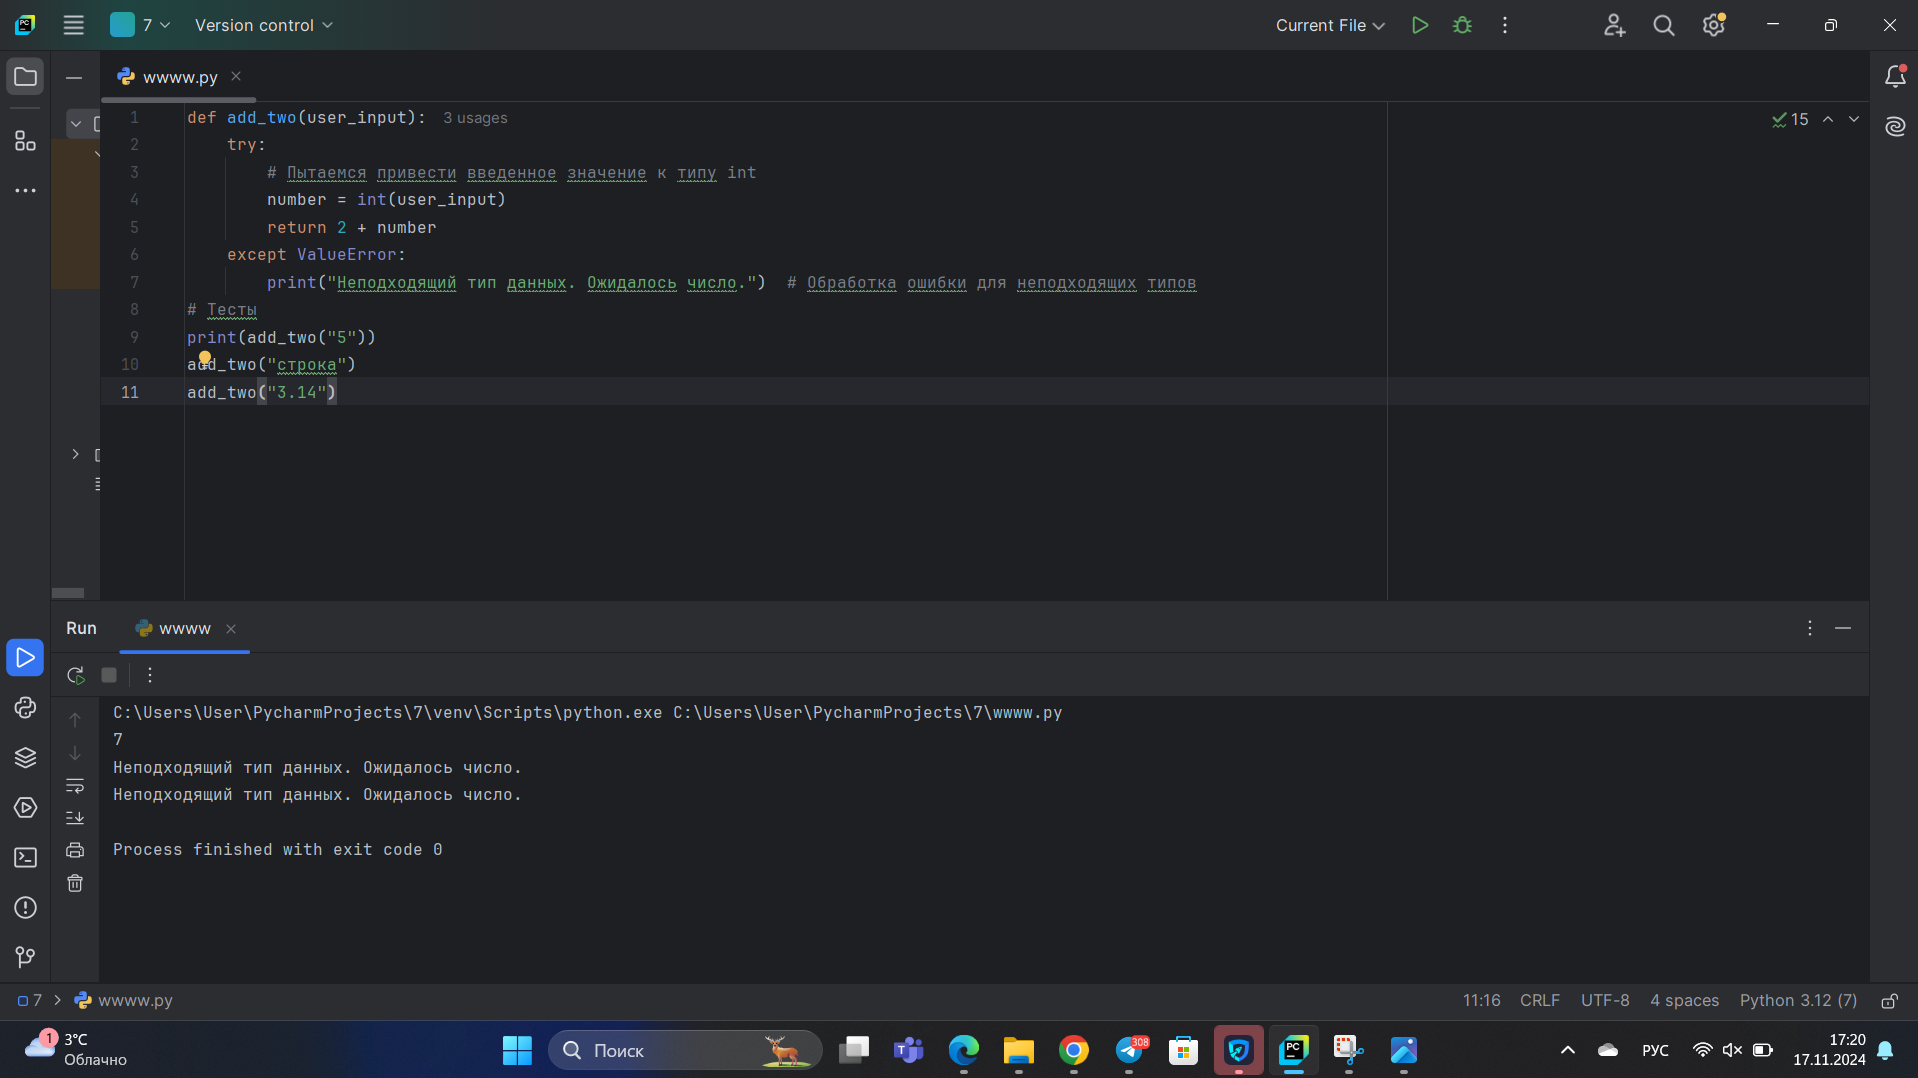 PC
7
Version control
Current File
wwww.py
15
1 def add_two(user_input): 3 usages
2 try:
3 # Пытаемся привести введенное значение к типу int
4 number = int(user_input)
5 return 2 + number
6 except ValueError:
7 print("Неподходящий тип данных. Ожидалось число.") # Обработка ошибки для неподходящих типов
8 # Тесты
9 print(add_two("5"))
10 add_two("строка")
11 add_two("3.14")
Run
wwww
C:\Users\User\PycharmProjects\7\venv\Scripts\python.exe C:\Users\User\PycharmProjects\7\wwww.py
7
Неподходящий тип данных. Ожидалось число.
Неподходящий тип данных. Ожидалось число.
Process finished with exit code 0
7 > wwww.py
11:16 CRLF UTF-8 4 spaces Python 3.12 (7)
1
3°C
Облачно
Поиск
T
308
PC
РУС
17:20
17.11.2024